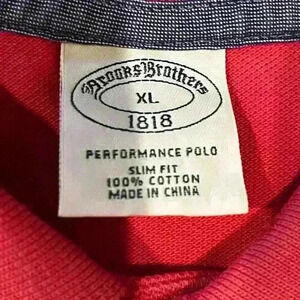 Brooks Brothers
XL
1818
PERFORMANCE POLO
SLIM FIT
100% COTTON
MADE IN CHINA